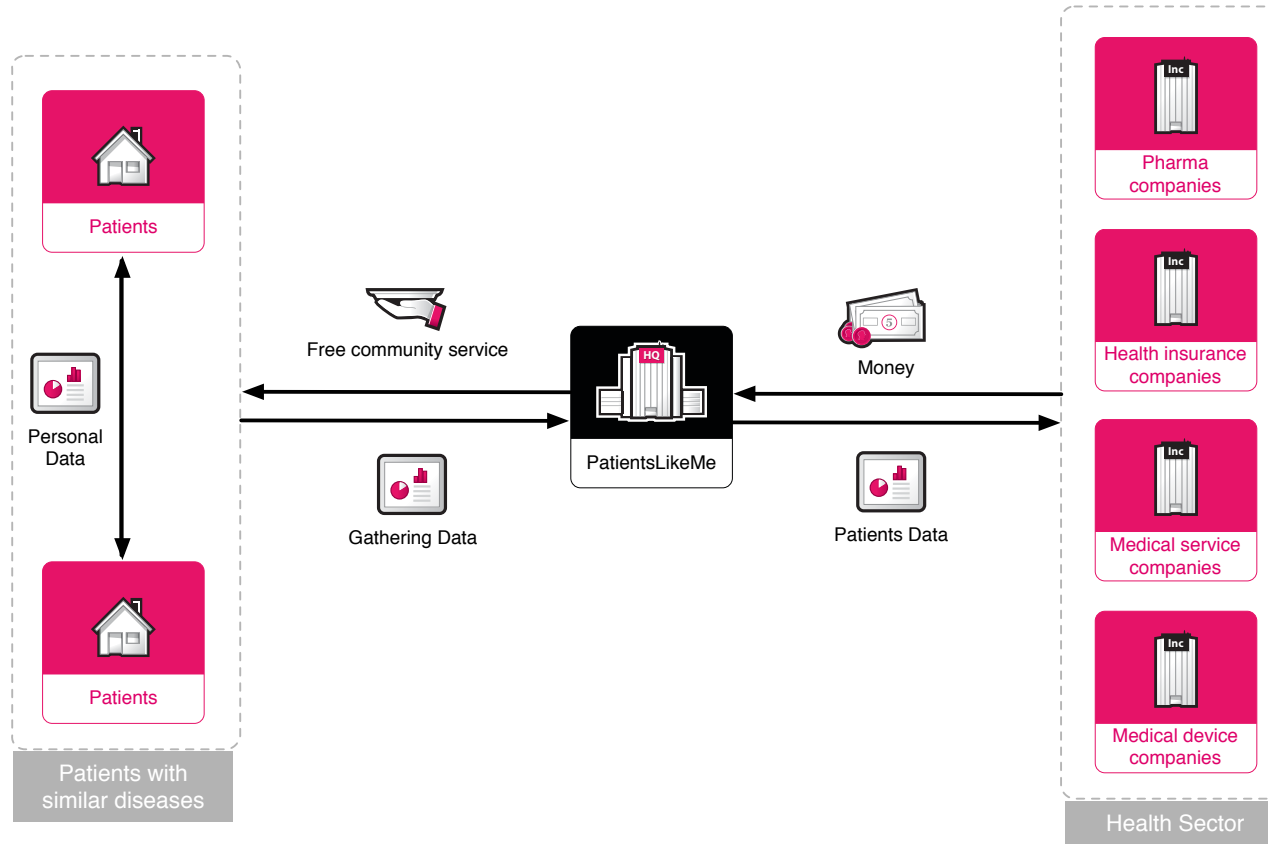 Patients
Personal
Data
Patients
Patients with
similar diseases
Free community service
Gathering Data
HQ
PatientsLikeMe
5
Money
Patients Data
Inc
Pharma
companies
Inc
Health insurance
companies
Inc
Medical service
companies
Inc
Medical device
companies
Health Sector